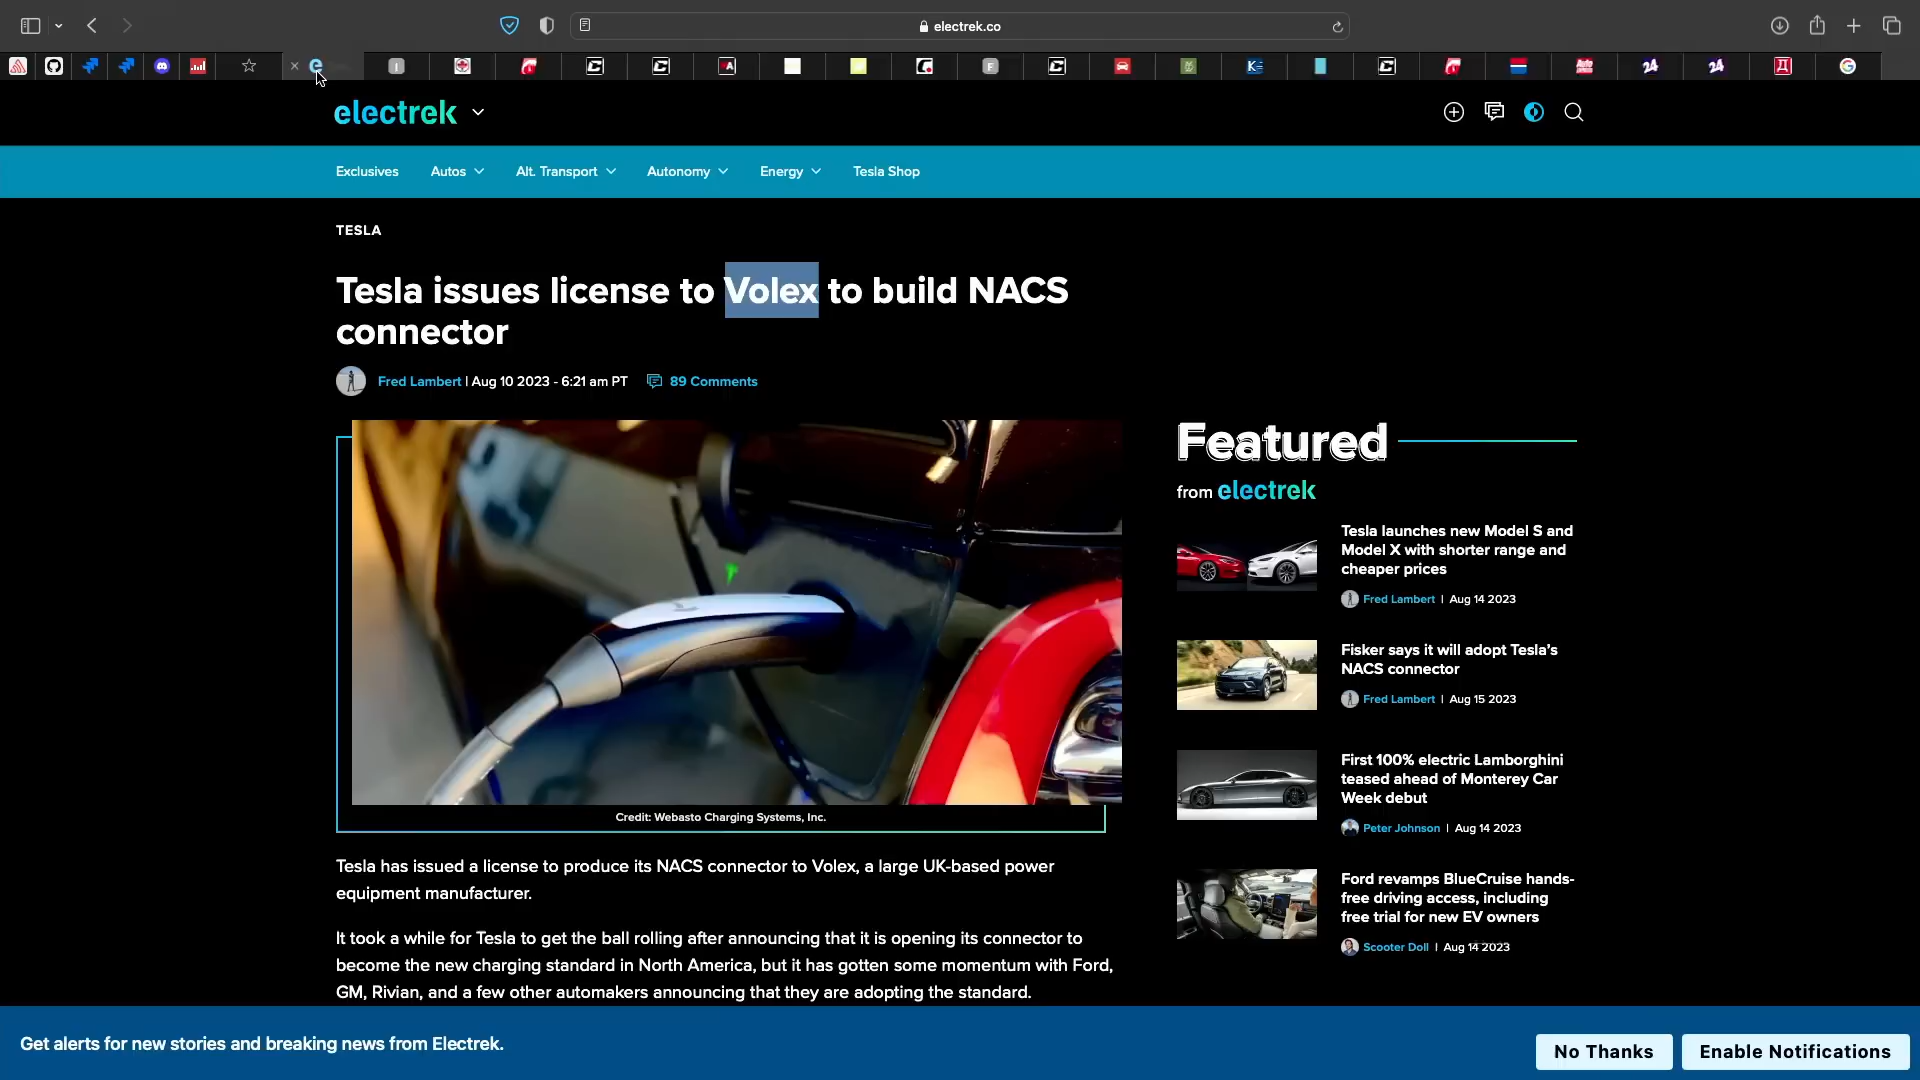 electrek.co
electrek
Exclusives
Autos
Alt. Transport
Autonomy
Energy
Tesla Shop
TESLA
Tesla issues license to Volex to build NACS
connector
Fred Lambert | Aug 10 2023 - 6:21 am PT
89 Comments
Credit: Webasto Charging Systems, Inc.
Tesla has issued a license to produce its NACS connector to Volex, a large UK-based power
equipment manufacturer.
It took a while for Tesla to get the ball rolling after announcing that it is opening its connector to
become the new charging standard in North America, but it has gotten some momentum with Ford,
GM, Rivian, and a few other automakers announcing that they are adopting the standard.
Featured
from electrek
Tesla launches new Model S and
Model X with shorter range and
cheaper prices
Fred Lambert | Aug 14 2023
Fisker says it will adopt Tesla’s
NACS connector
Fred Lambert | Aug 15 2023
First 100% electric Lamborghini
teased ahead of Monterey Car
Week debut
Peter Johnson | Aug 14 2023
Ford revamps BlueCruise hands-
free driving access, including
free trial for new EV owners
Scooter Doll | Aug 14 2023
Get alerts for new stories and breaking news from Electrek.
No Thanks
Enable Notifications